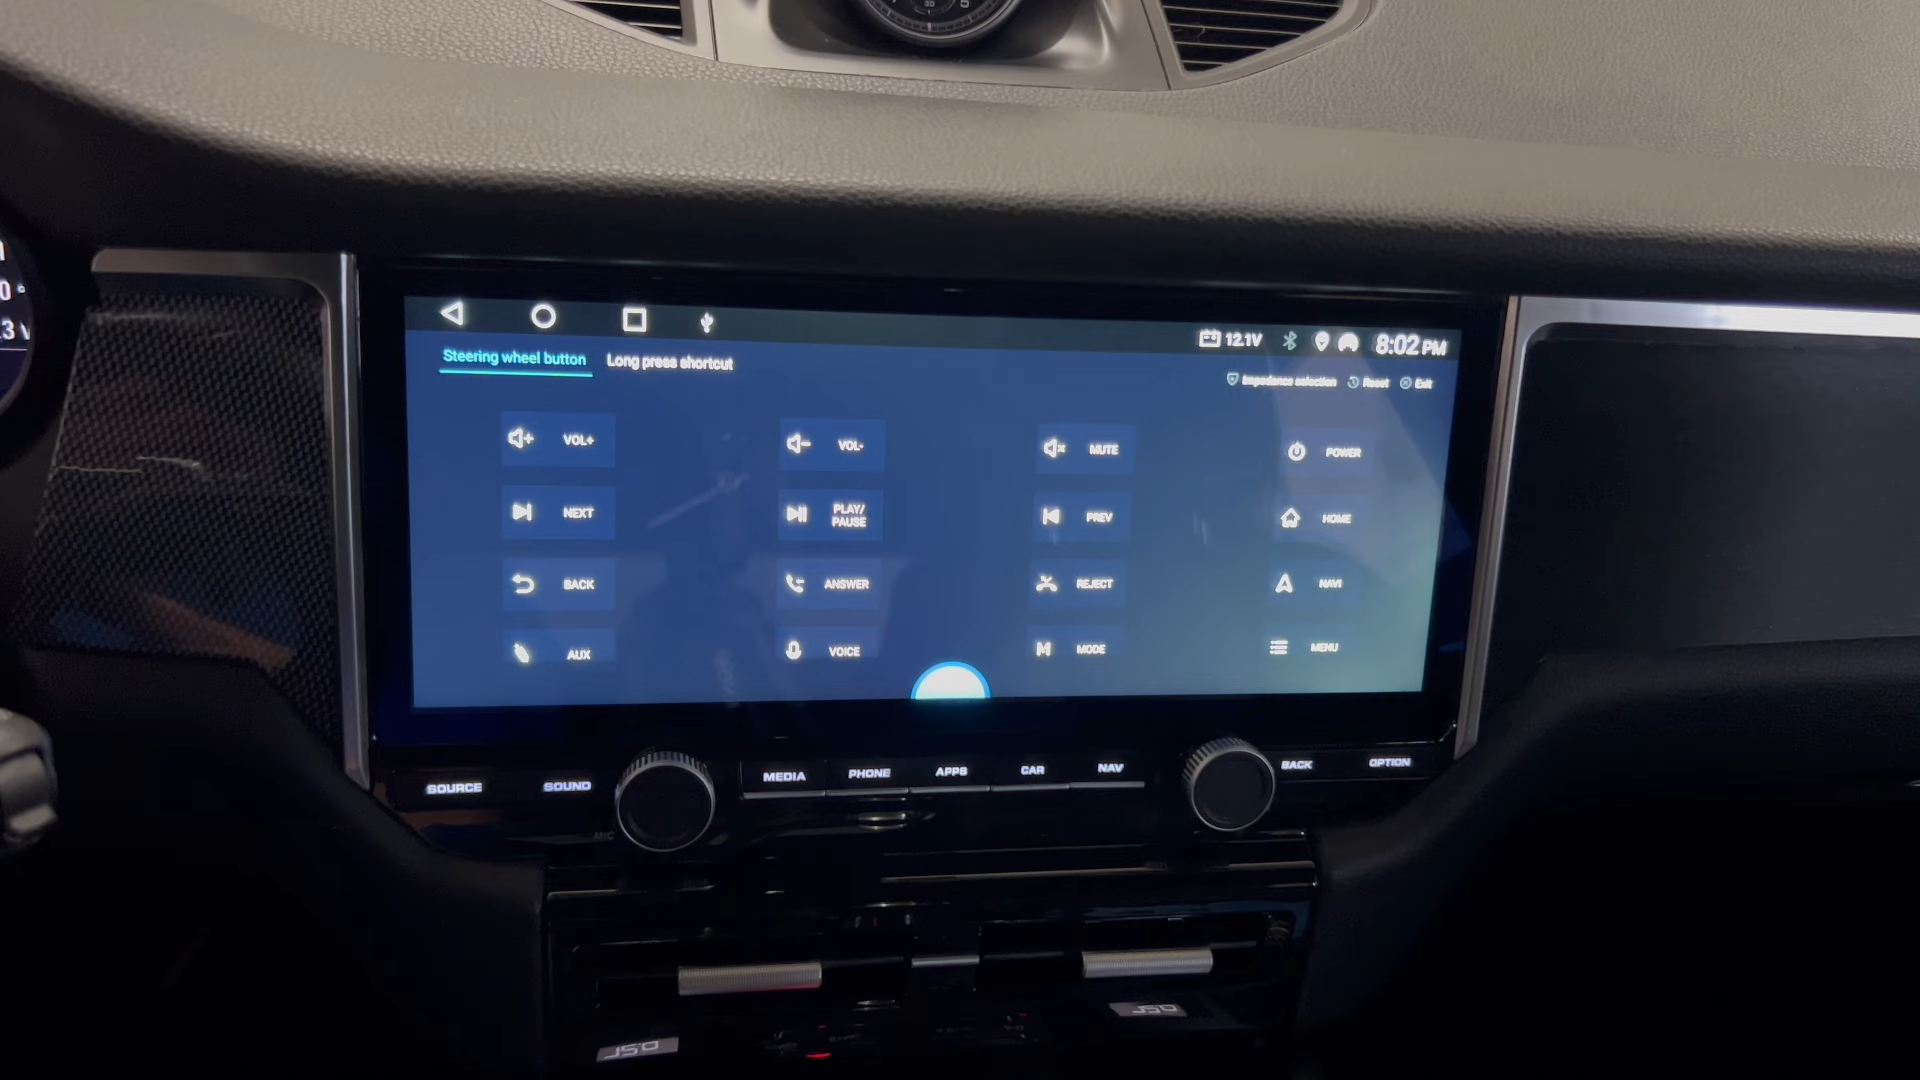 12.1V 8:02 PM
Steering wheel button Long press shortcut
Impedance selection Reset Exit
VOL+ VOL- MUTE POWER
NEXT PLAY/ PREV HOME
PAUSE
BACK ANSWER REJECT NAVI
AUX VOICE MODE MENU
SOURCE SOUND MEDIA PHONE APPS CAR NAV BACK OPTION
MIC MIC